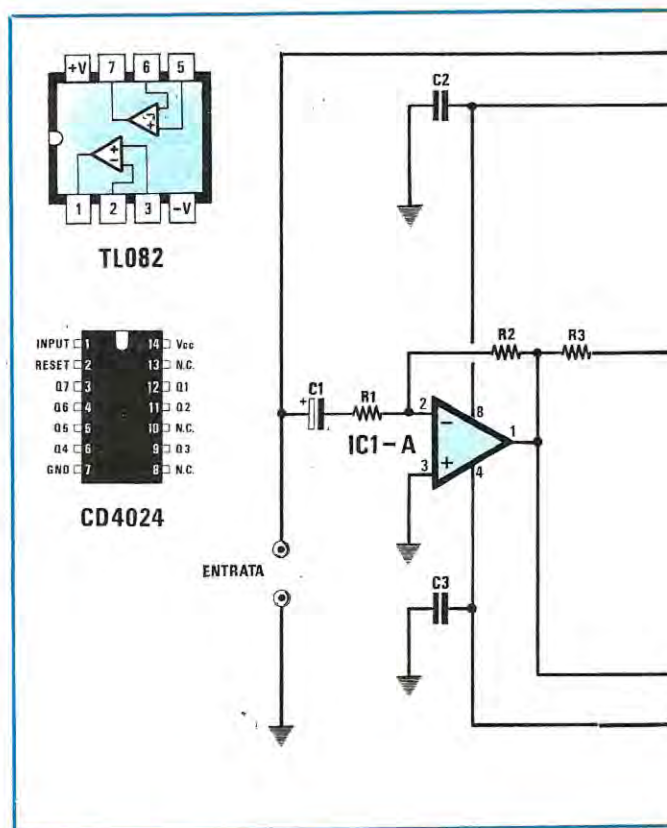 +V 7 6 5
1 2 3 -V
TL082
INPUT 1 14 Vcc
RESET 2 13 N.C.
Q7 3 12 Q1
Q6 4 11 Q2
Q5 5 10 N.C.
Q4 6 9 Q3
GND 7 8 N.C.
CD4024
C2
R2 R3
C1 R1
2 8 1
IC1-A
3 4
ENTRATA
C3